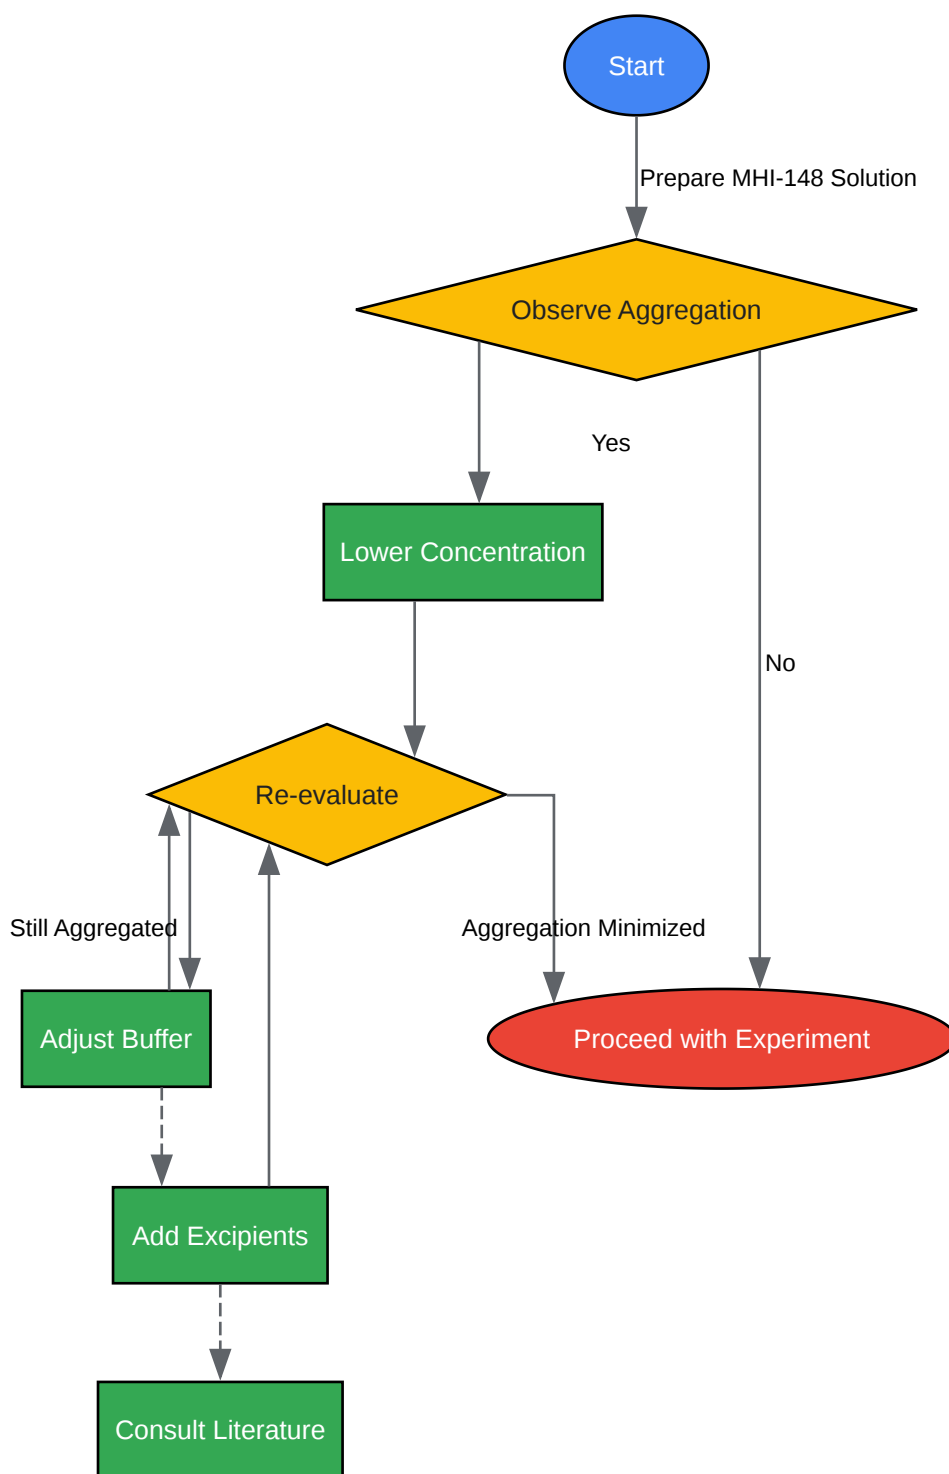 Start
Prepare MHI-148 Solution
Observe Aggregation
Yes
Lower Concentration
No
Re-evaluate
Still Aggregated
Aggregation Minimized
Adjust Buffer
Proceed with Experiment
Add Excipients
Consult Literature